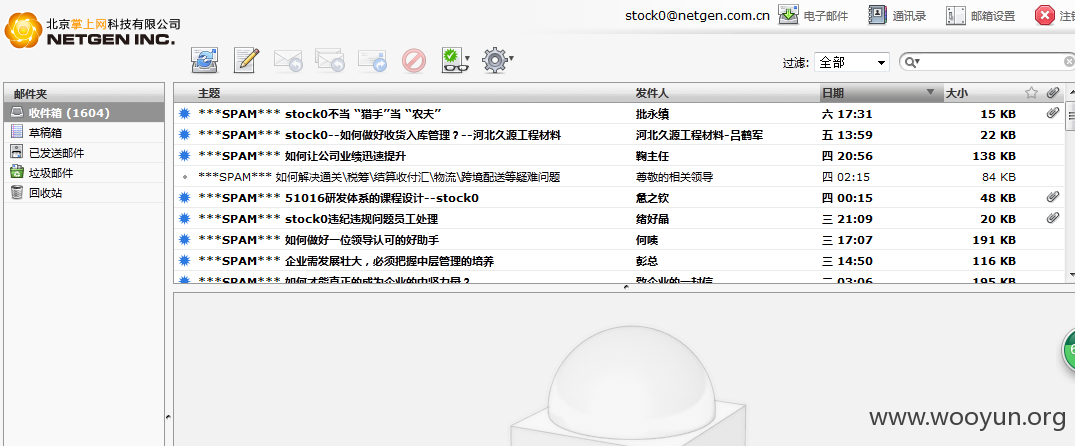 北京掌上网科技有限公司
NETGEN INC.
stock0@netgen.com.cn 电子邮件 通讯录 邮箱设置
过滤: 全部
邮件夹
收件箱 (1604)
草稿箱
已发送邮件
垃圾邮件
回收站
主题 发件人 日期 大小
***SPAM*** stock0不当“猎手”当“农夫” 批永缜 六 17:31 15 KB
***SPAM*** stock0--如何做好收货入库管理？--河北久源工程材料 河北久源工程材料-吕鹤军 五 13:59 22 KB
***SPAM*** 如何让公司业绩迅速提升 鞠主任 四 20:56 138 KB
***SPAM*** 如何解决通关\税筹\结算收付汇\物流\跨境配送等疑难问题 尊敬的相关领导 四 02:15 84 KB
***SPAM*** 51016研发体系的课程设计--stock0 四 00:15 48 KB
***SPAM*** stock0违纪违规问题员工处理 绪好晶 三 21:09 20 KB
***SPAM*** 如何做好一位领导认可的好助手 三 17:07 191 KB
***SPAM*** 企业需发展壮大，必须把握中层管理的培养 彭总 三 14:50 116 KB
***SPAM*** 如何才能真正的成为企业的中坚力量？ 致企业的一封信 二 03:06 195 KB
www.wooyun.org